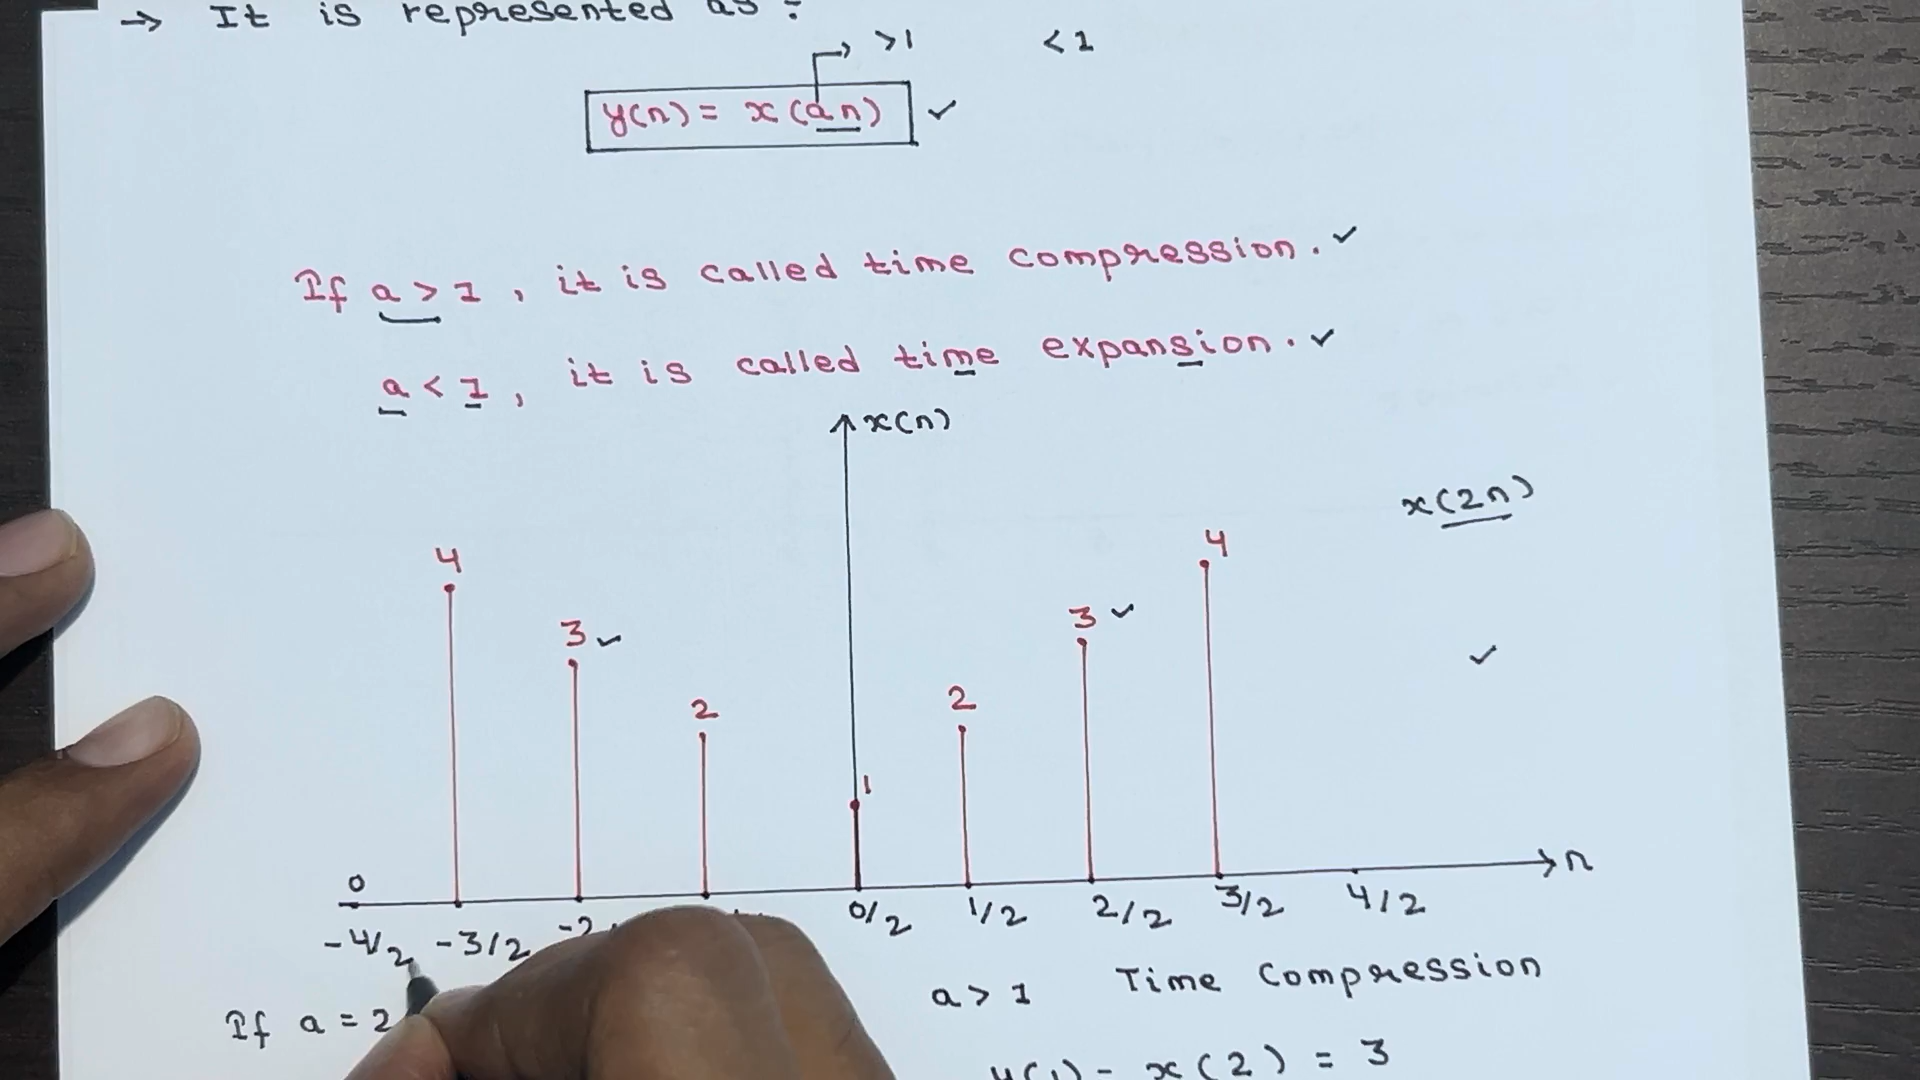 → It is represented as :
>1 <1
y(n) = x(an) ✓
If a > 1 , it is called time compression. ✓
a < 1 , it is called time expansion. ✓
x(n)
x(2n)
4 3 ✓ 2 1 2 3 ✓ 4 ✓
0 n
-4/2 -3/2 -2 0/2 1/2 2/2 3/2 4/2
a > 1 Time Compression
If a = 2
y(1) = x(2) = 3